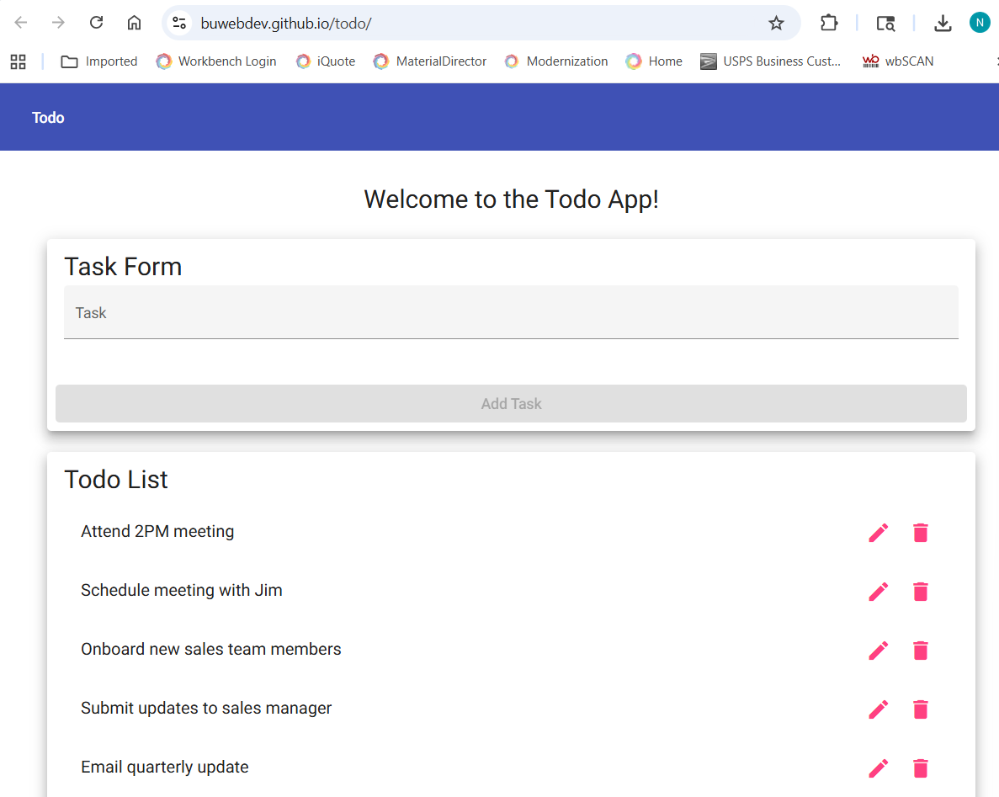 buwebdev.github.io/todo/
N
Imported Workbench Login iQuote MaterialDirector Modernization Home USPS Business Cust... wb wbSCAN
Todo
Welcome to the Todo App!
Task Form
Task
Add Task
Todo List
Attend 2PM meeting
Schedule meeting with Jim
Onboard new sales team members
Submit updates to sales manager
Email quarterly update